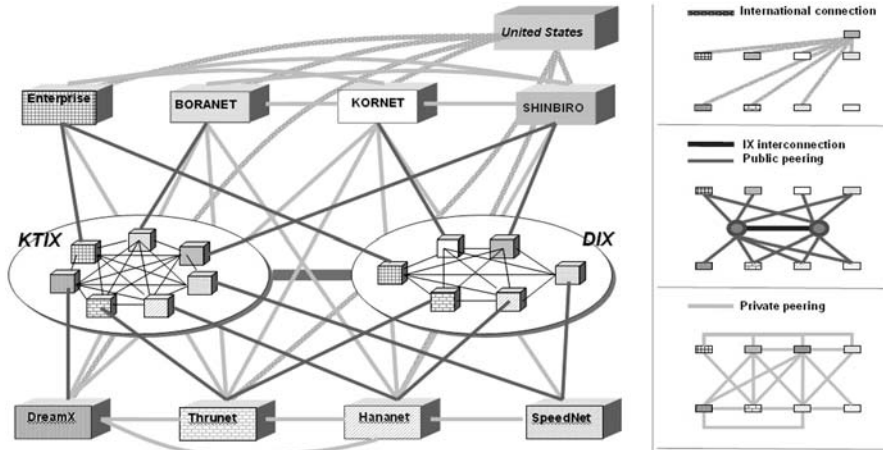 United States
Enterprise
BORANET
KORNET
SHINBIRO
KTIX
DIX
DreamX
Thrunet
Hananet
SpeedNet
International connection
IX interconnection
Public peering
Private peering